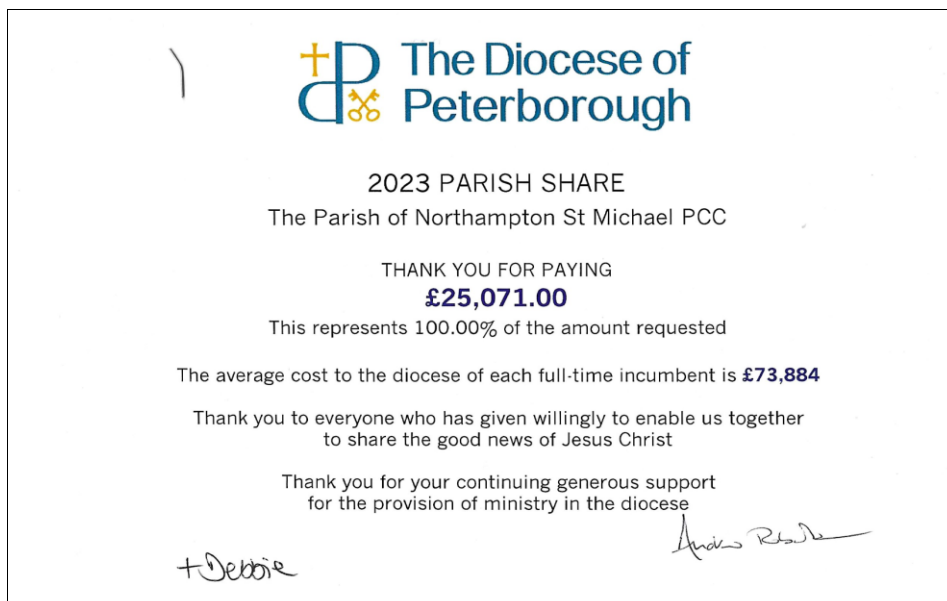 The Diocese of
Peterborough
2023 PARISH SHARE
The Parish of Northampton St Michael PCC
THANK YOU FOR PAYING
£25,071.00
This represents 100.00% of the amount requested
The average cost to the diocese of each full-time incumbent is £73,884
Thank you to everyone who has given willingly to enable us together
to share the good news of Jesus Christ
Thank you for your continuing generous support
for the provision of ministry in the diocese
+Debbie